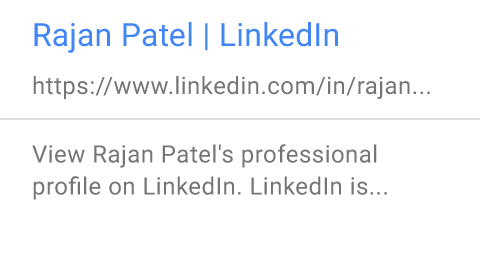 Rajan Patel | LinkedIn
https://www.linkedin.com/in/rajan...
View Rajan Patel's professional
profile on LinkedIn. LinkedIn is...